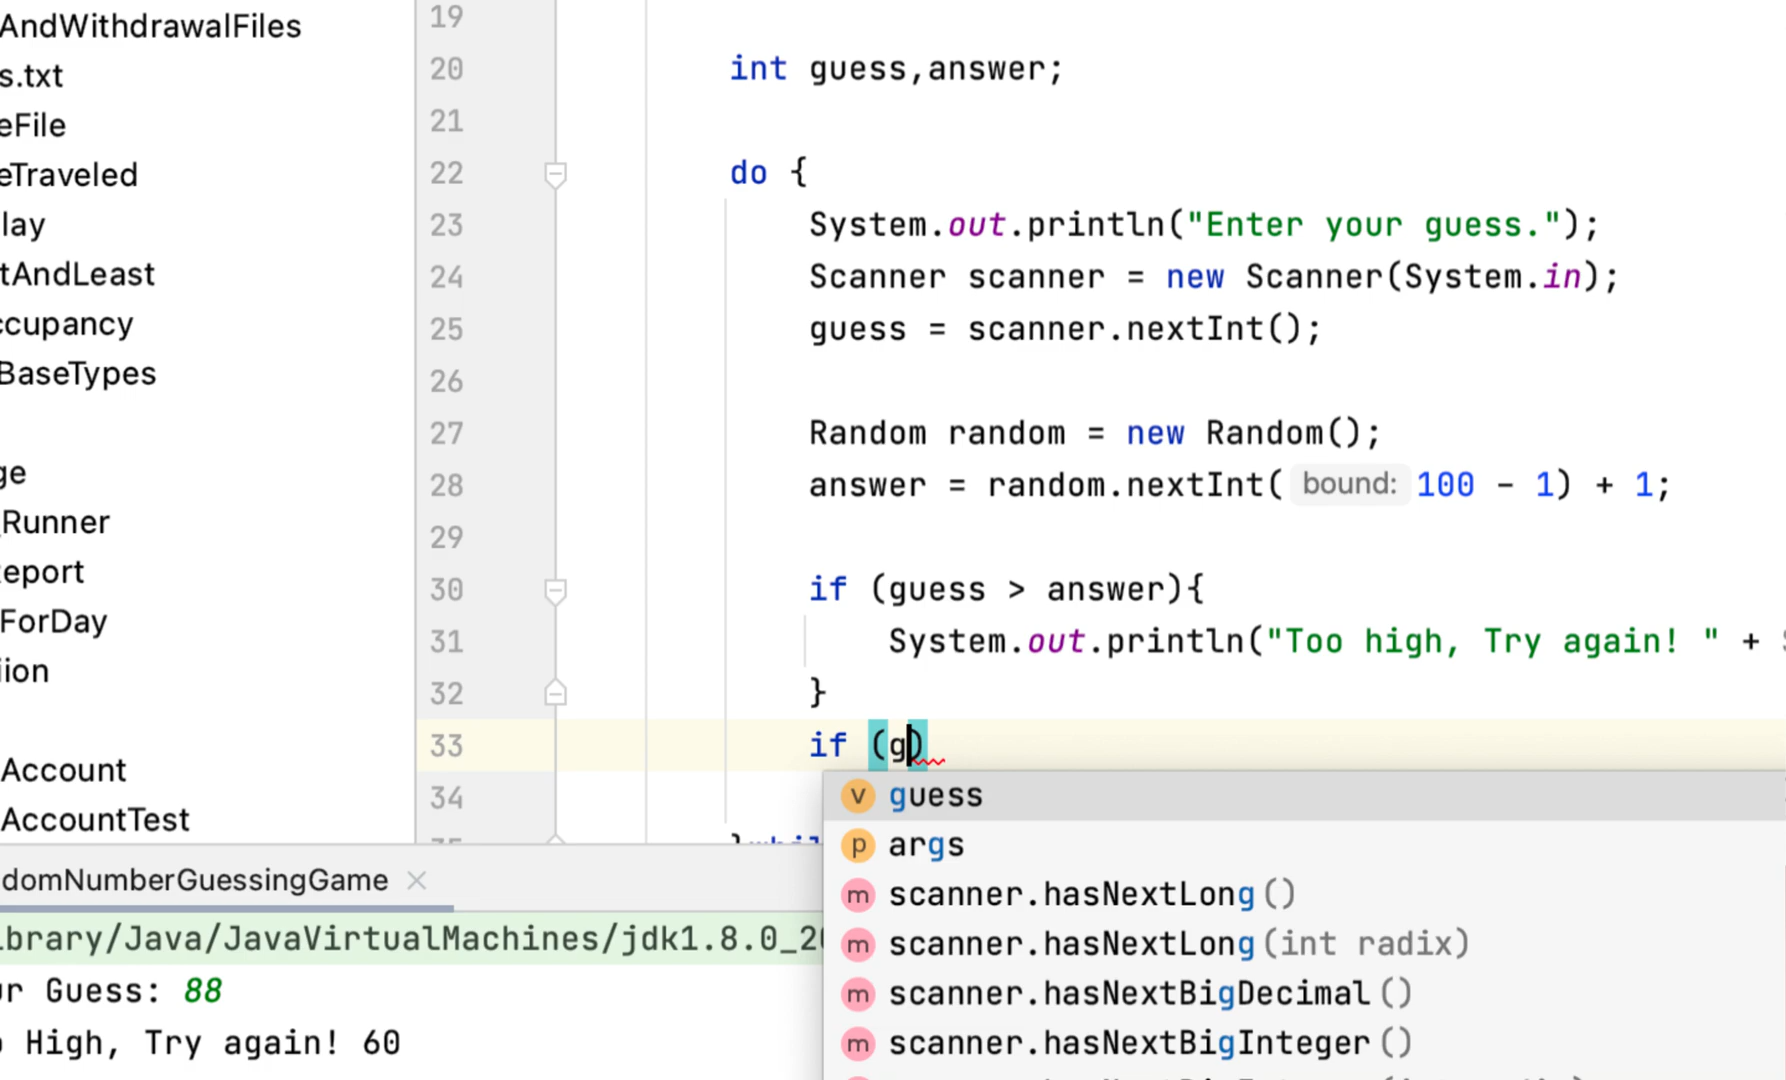 AndWithdrawalFiles
s.txt
eFile
eTraveled
lay
tAndLeast
ccupancy
BaseTypes
ge
_Runner
eport
ForDay
iion
Account
AccountTest
19
20 int guess,answer;
21
22 do {
23 System.out.println("Enter your guess.");
24 Scanner scanner = new Scanner(System.in);
25 guess = scanner.nextInt();
26
27 Random random = new Random();
28 answer = random.nextInt( bound: 100 - 1) + 1;
29
30 if (guess > answer){
31 System.out.println("Too high, Try again! " +
32 }
33 if (g)
34
guess
args
scanner.hasNextLong()
scanner.hasNextLong(int radix)
scanner.hasNextBigDecimal()
scanner.hasNextBigInteger()
domNumberGuessingGame ×
ibrary/Java/JavaVirtualMachines/jdk1.8.0_20
ur Guess: 88
o High, Try again! 60